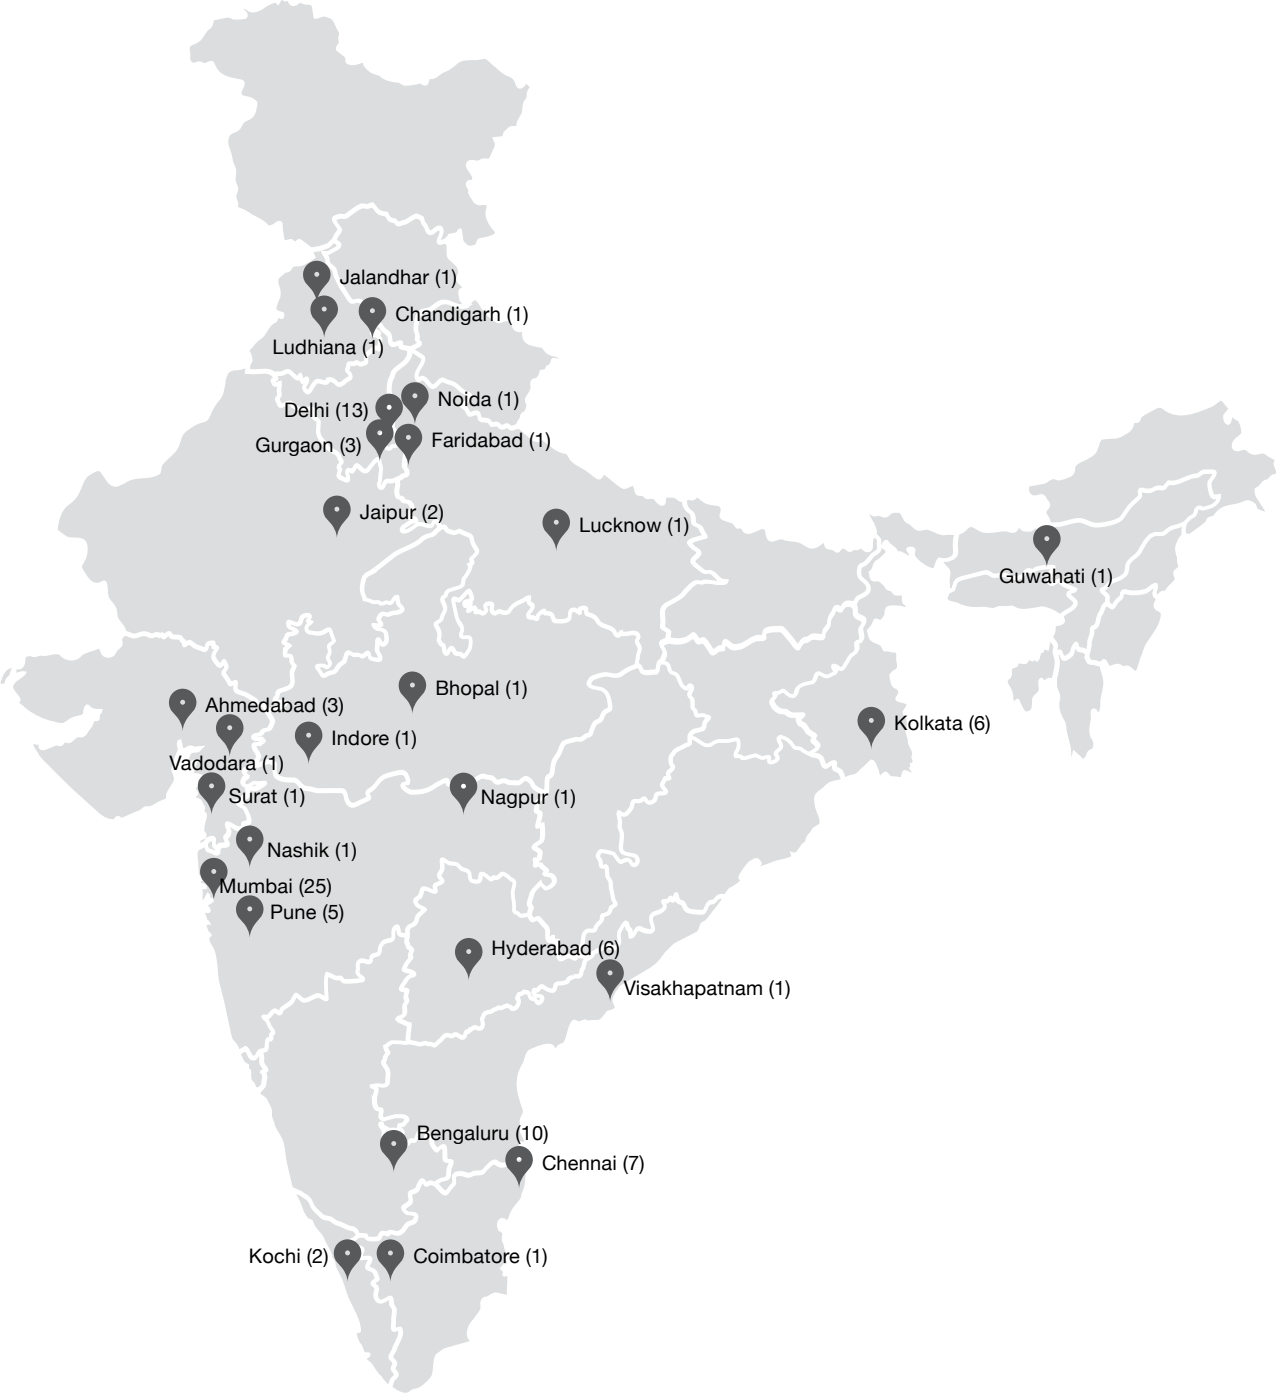 Jalandhar (1)
Chandigarh (1)
Ludhiana (1)
Noida (1)
Delhi (13)
Faridabad (1)
Gurgaon (3)
Jaipur (2)
Lucknow (1)
Guwahati (1)
Bhopal (1)
Ahmedabad (3)
Kolkata (6)
Indore (1)
Vadodara (1)
Surat (1)
Nagpur (1)
Nashik (1)
Mumbai (25)
Pune (5)
Hyderabad (6)
Visakhapatnam (1)
Bengaluru (10)
Chennai (7)
Kochi (2)
Coimbatore (1)